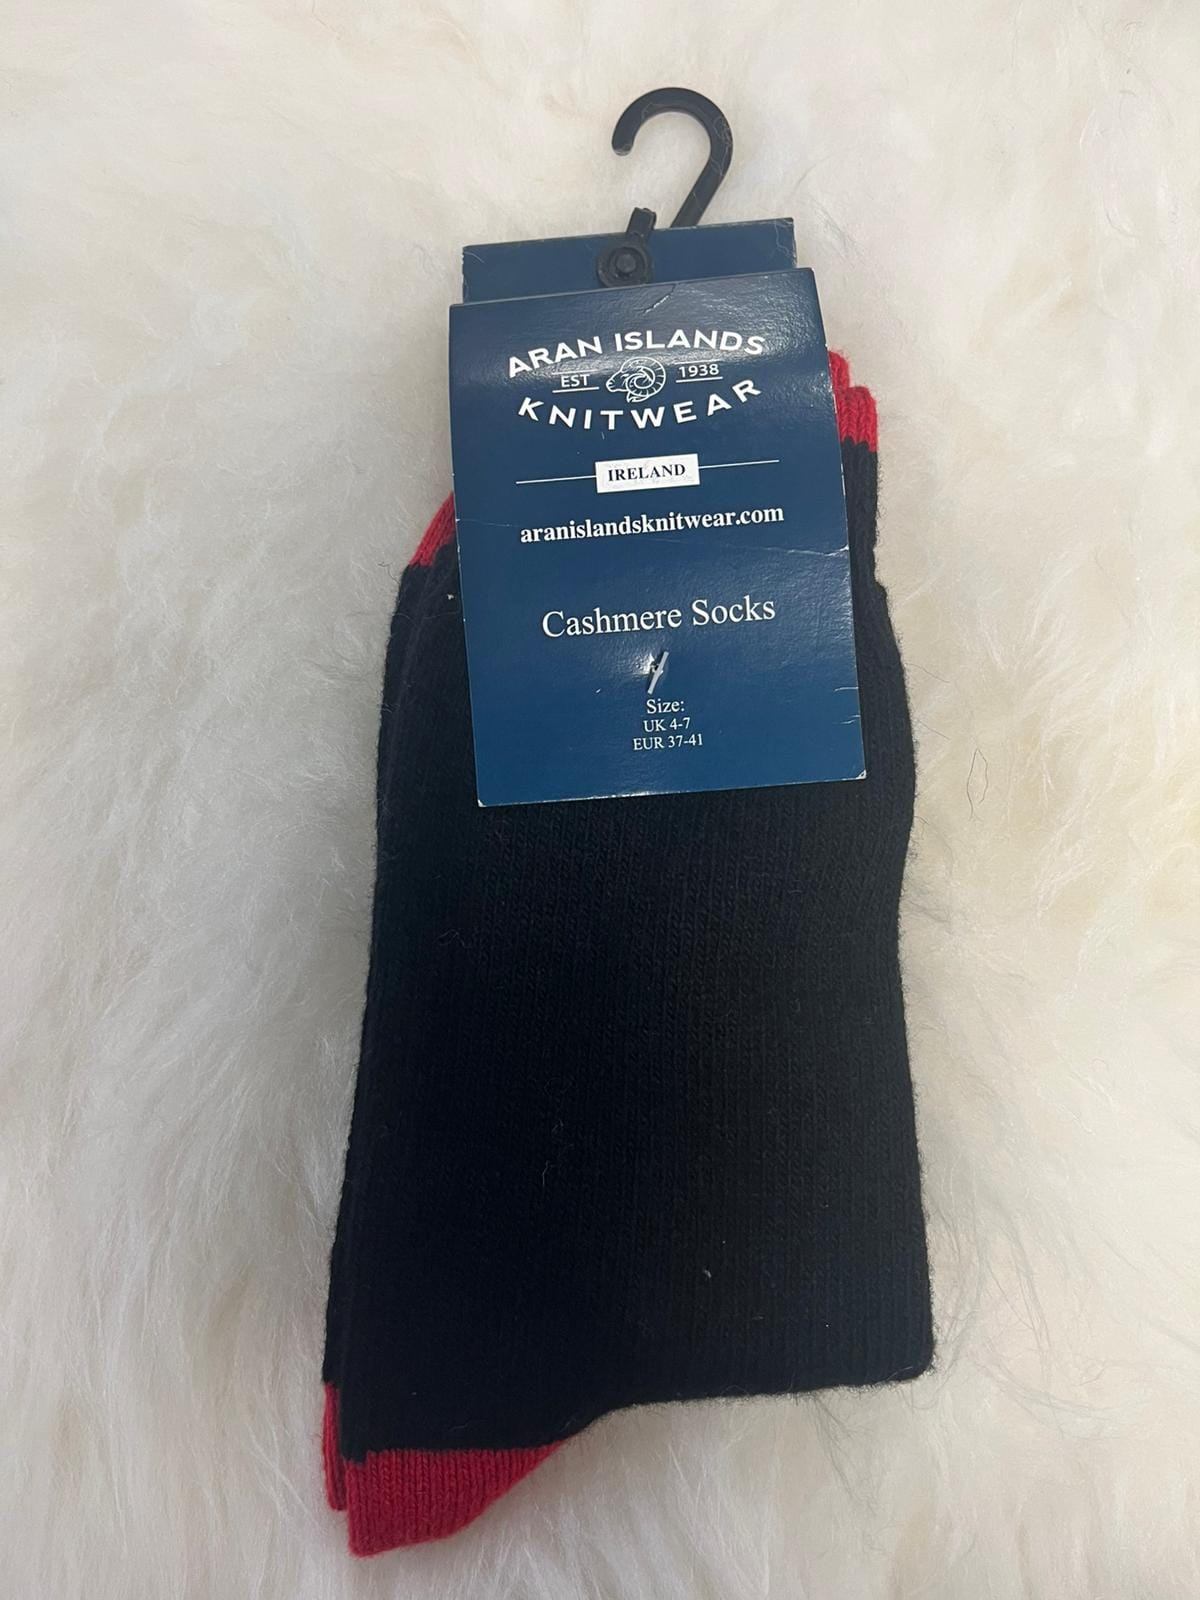 ARAN ISLANDS
EST 1938
KNITWEAR
IRELAND
aranislandsknitwear.com
Cashmere Socks
Size:
UK 4-7
EUR 37-41